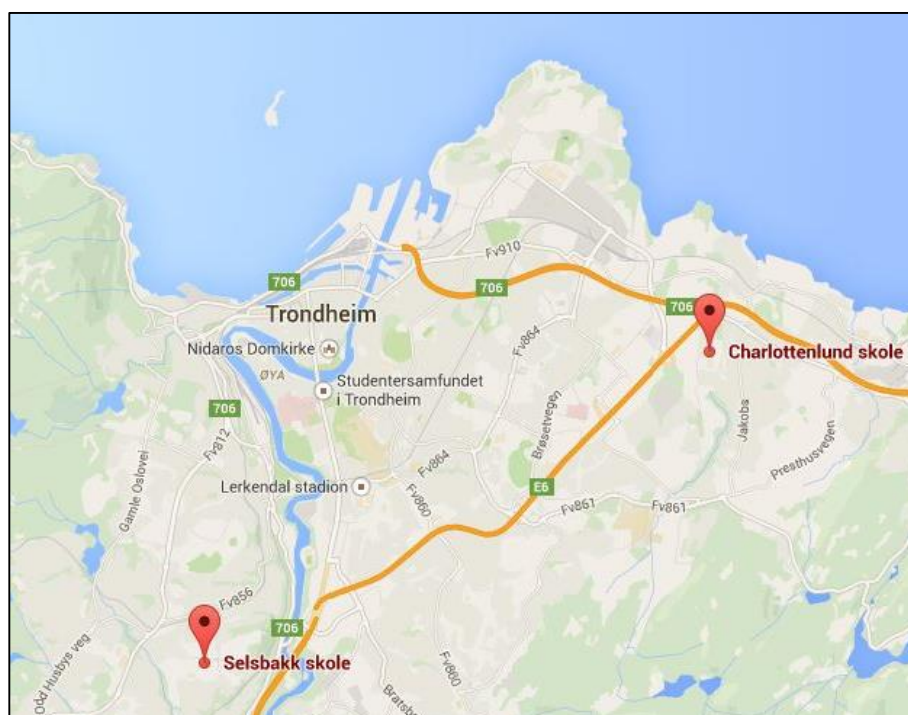 Fv910
706
706
706
Trondheim
Fv864
Charlottenlund skole
Nidaros Domkirke
ØYA
Studentersamfundet
i Trondheim
706
Fv812
Brøsetvegen
Jakobs
Gamle Oslovei
Fv864
Presthusvegen
Lerkendal stadion
E6
Fv860
Fv861
Fv861
Fv856
706
Odd Husbys veg
Selsbakk skole
Fv860
Bratsb